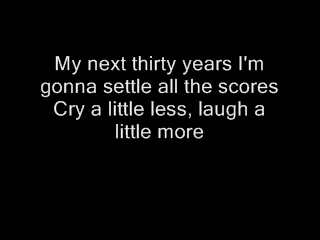 My next thirty years I'm
gonna settle all the scores
Cry a little less, laugh a
little more